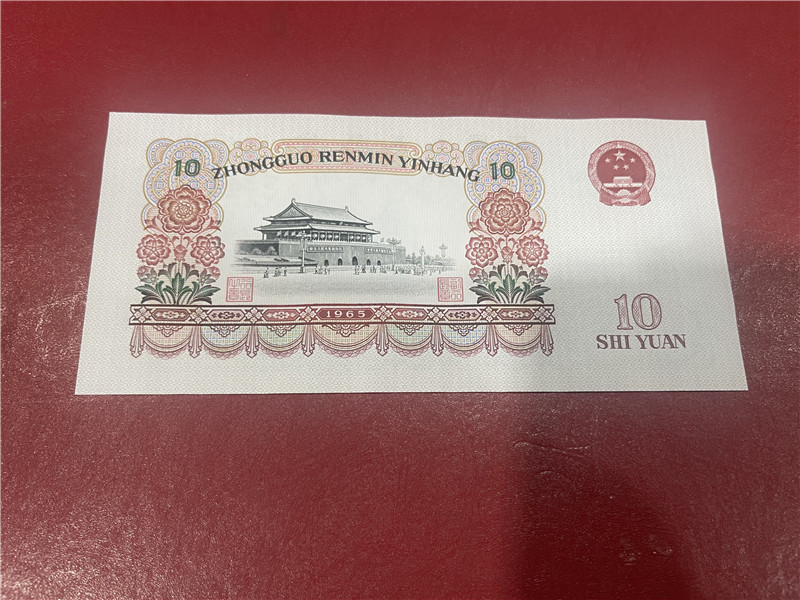 10 ZHONGGUO RENMIN YINHANG 10
1965
10
SHI YUAN